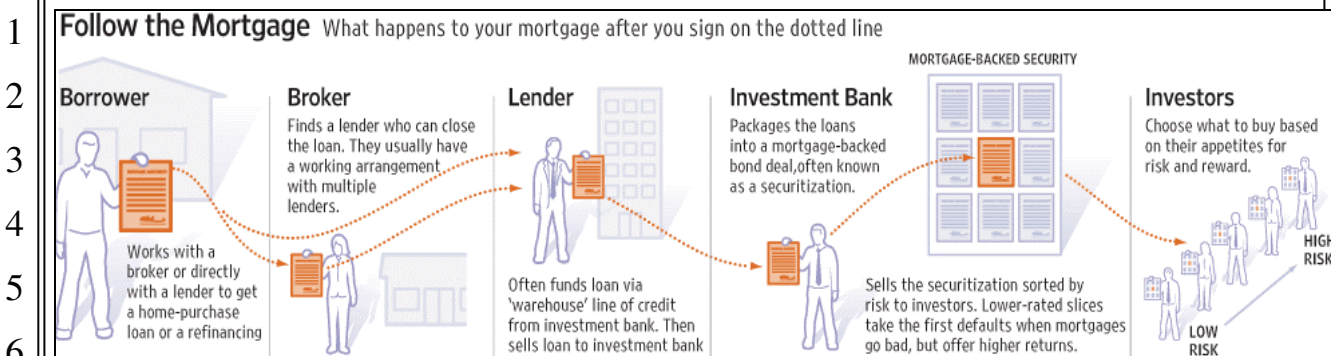 1
2
3
4
5
6
Follow the Mortgage What happens to your mortgage after you sign on the dotted line
Borrower
Works with a
broker or directly
with a lender to get
a home-purchase
loan or a refinancing
Broker
Finds a lender who can close
the loan. They usually have
a working arrangement
with multiple
lenders.
Lender
Often funds loan via
'warehouse' line of credit
from investment bank. Then
sells loan to investment bank
Investment Bank
Packages the loans
into a mortgage-backed
bond deal,often known
as a securitization.
MORTGAGE-BACKED SECURITY
Sells the securitization sorted by
risk to investors. Lower-rated slices
take the first defaults when mortgages
go bad, but offer higher returns.
Investors
Choose what to buy based
on their appetites for
risk and reward.
HIGH
RISK
LOW
RISK